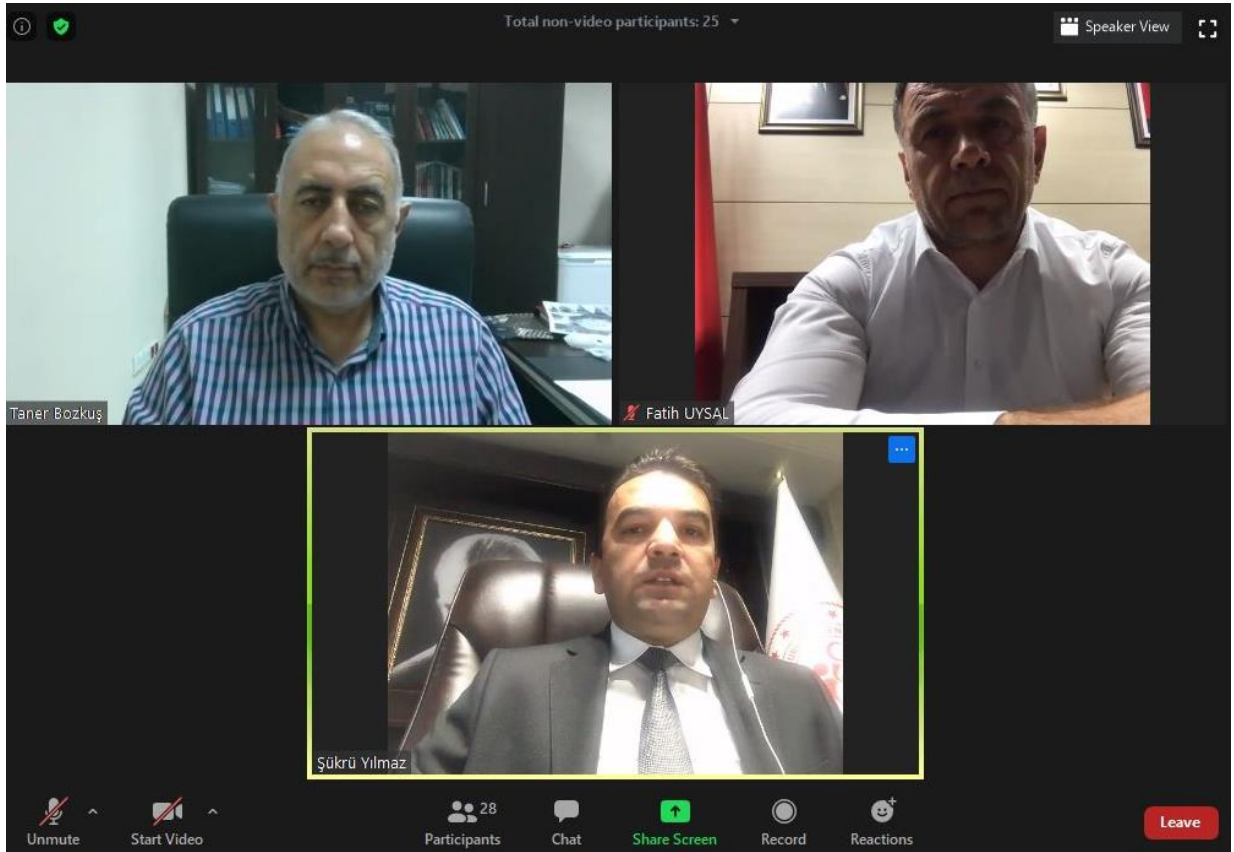 Total non-video participants: 25
Speaker View
Taner Bozkuş
Fatih UYSAL
Şükrü Yılmaz
Unmute
Start Video
28
Participants
Chat
Share Screen
Record
Reactions
Leave